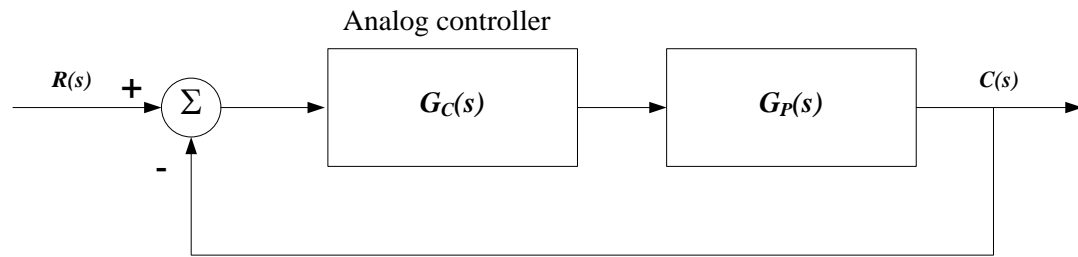 Analog controller
R(s)
+
Σ
G_C(s)
G_P(s)
C(s)
-